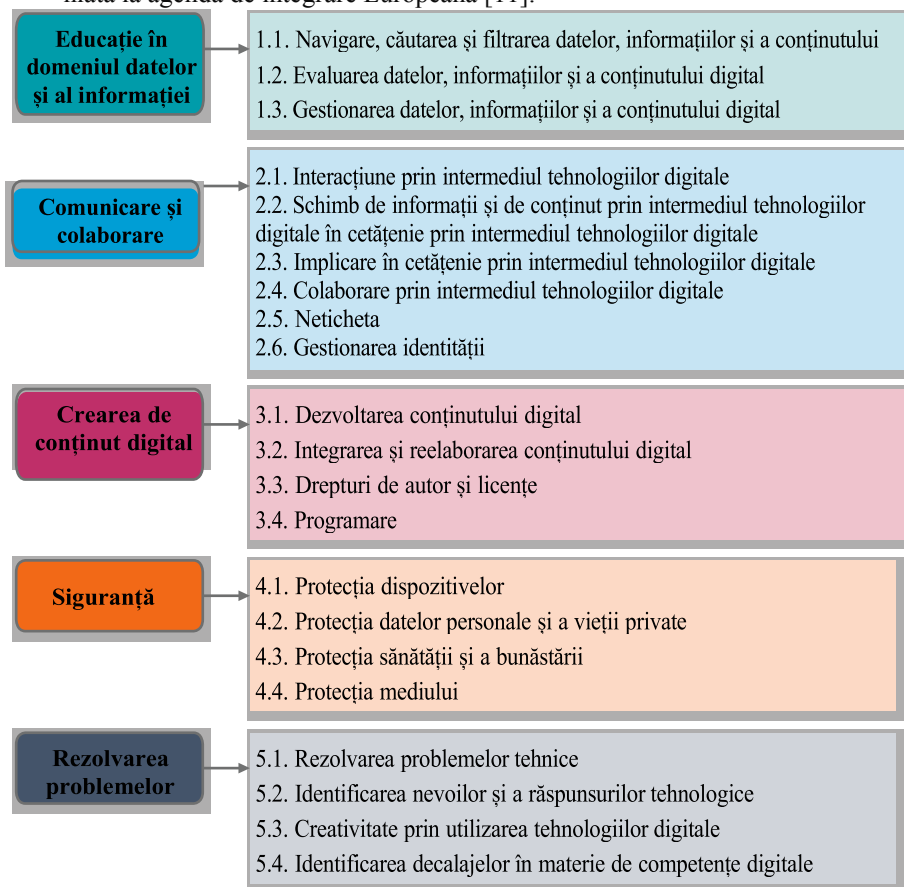 mată la agenda de integrare Europeană [11].
Educație în
domeniul datelor
și al informației
1.1. Navigare, căutarea și filtrarea datelor, informațiilor și a conținutului
1.2. Evaluarea datelor, informațiilor și a conținutului digital
1.3. Gestionarea datelor, informațiilor și a conținutului digital
Comunicare și
colaborare
2.1. Interacțiune prin intermediul tehnologiilor digitale
2.2. Schimb de informații și de conținut prin intermediul tehnologiilor
digitale în cetățenie prin intermediul tehnologiilor digitale
2.3. Implicare în cetățenie prin intermediul tehnologiilor digitale
2.4. Colaborare prin intermediul tehnologiilor digitale
2.5. Neticheta
2.6. Gestionarea identității
Crearea de
conținut digital
3.1. Dezvoltarea conținutului digital
3.2. Integrarea și reelaborarea conținutului digital
3.3. Drepturi de autor și licențe
3.4. Programare
Siguranță
4.1. Protecția dispozitivelor
4.2. Protecția datelor personale și a vieții private
4.3. Protecția sănătății și a bunăstării
4.4. Protecția mediului
Rezolvarea
problemelor
5.1. Rezolvarea problemelor tehnice
5.2. Identificarea nevoilor și a răspunsurilor tehnologice
5.3. Creativitate prin utilizarea tehnologiilor digitale
5.4. Identificarea decalajelor în materie de competențe digitale